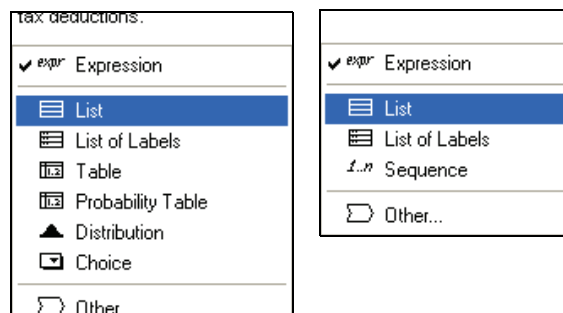 tax deductions.
expr Expression
List
List of Labels
Table
Probability Table
Distribution
Choice
Other
expr Expression
List
List of Labels
1..n Sequence
Other...